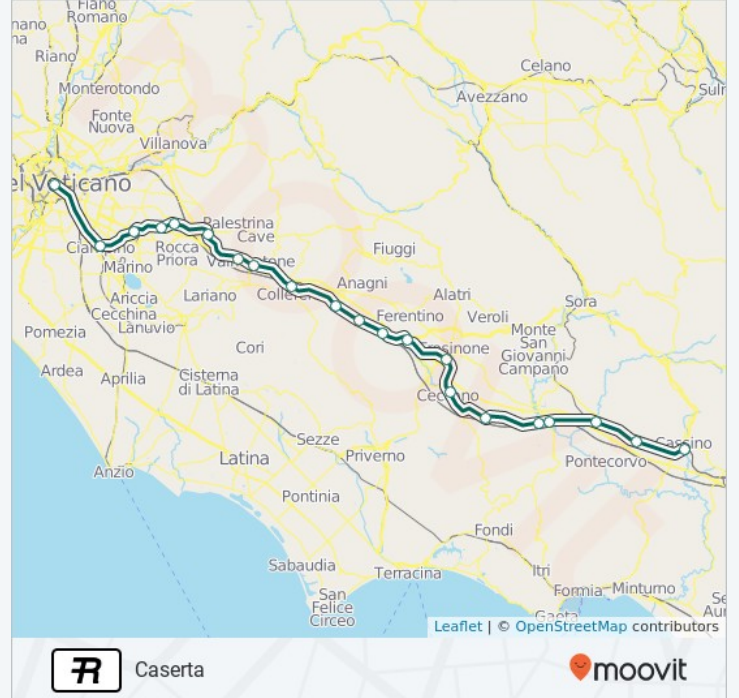 Fiano
Romano
Riano
Monterotondo
Fonte
Nuova
Villanova
Celano
Avezzano
el Vaticano
Palestrina
Cave
Rocca
Priora
Marino
Fiuggi
Anagni
Alatri
Ariccia
Lariano
Cecchina
Lanuvio
Ferentino
Veroli
Sora
Monte
San
Giovanni
Campano
Pomezia
Cori
Ardea
Aprilia
Cisterna
di Latina
Cassino
Sezze
Priverno
Latina
Pontecorvo
Anzio
Pontinia
Fondi
Sabaudia
Terracina
Itri
San
Felice
Circeo
Formia
Minturno
Gaeta
Leaflet | © OpenStreetMap contributors
R
Caserta
moovit